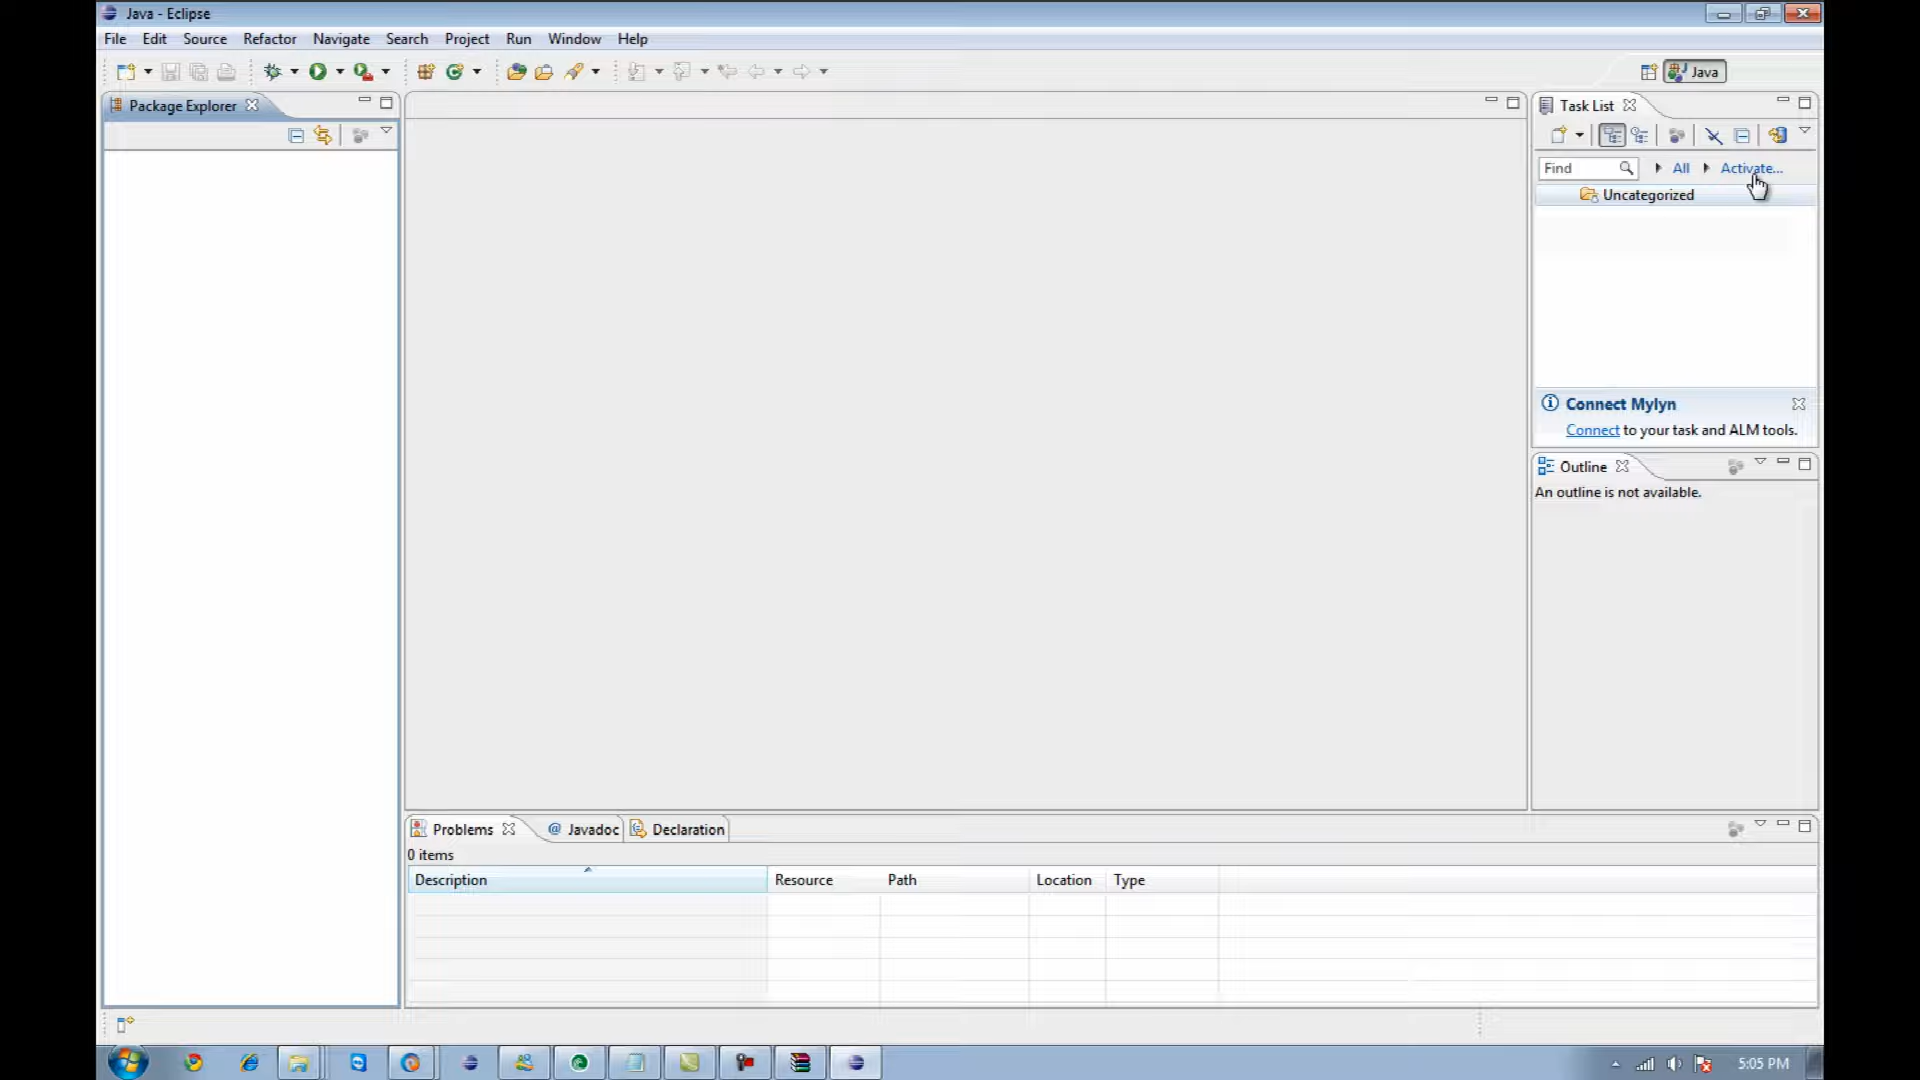 Java - Eclipse
File Edit Source Refactor Navigate Search Project Run Window Help
Java
Package Explorer
Task List
Find All Activate...
Uncategorized
Connect Mylyn
Connect to your task and ALM tools.
Outline
An outline is not available.
Problems @ Javadoc Declaration
0 items
Description Resource Path Location Type
5:05 PM